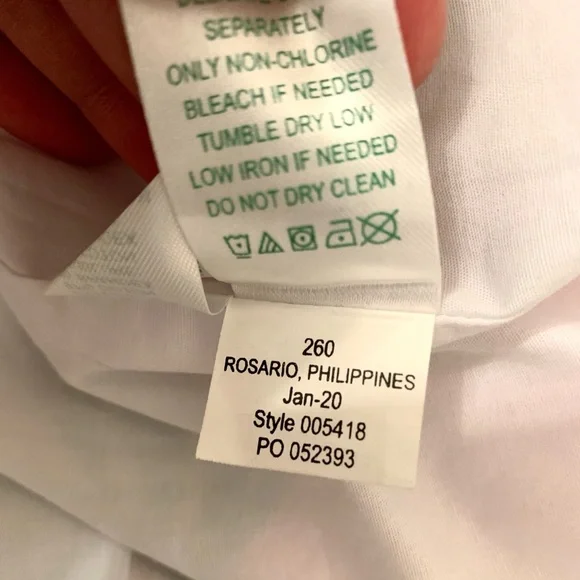 SEPARATELY
ONLY NON-CHLORINE
BLEACH IF NEEDED
TUMBLE DRY LOW
LOW IRON IF NEEDED
DO NOT DRY CLEAN
260
ROSARIO, PHILIPPINES
Jan-20
Style 005418
PO 052393